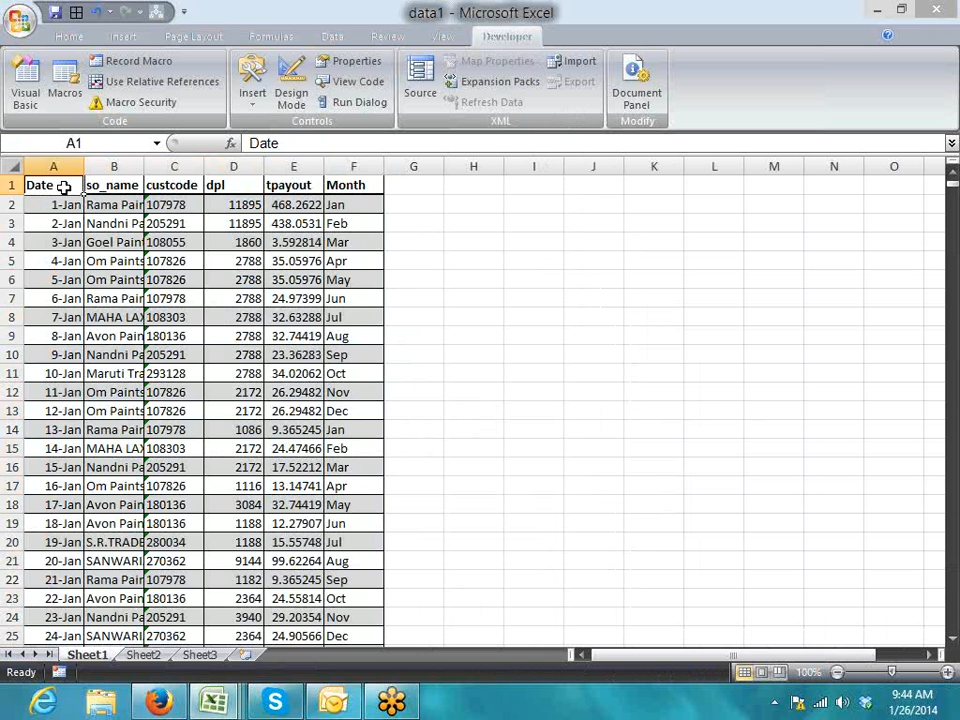 data1 - Microsoft Excel
Home Insert Page Layout Formulas Data Review View Developer
Visual Basic
Macros
Record Macro
Use Relative References
Macro Security
Code
Insert
Design Mode
Properties
View Code
Run Dialog
Controls
Source
Map Properties
Expansion Packs
Refresh Data
Import
Export
XML
Document Panel
Modify
A1 fx Date
A B C D E F G H I J K L M N O
1 Date so_name custcode dpl tpayout Month
2 1-Jan Rama Pair 107978 11895 468.2622 Jan
3 2-Jan Nandni Pa 205291 11895 438.0531 Feb
4 3-Jan Goel Paint 108055 1860 3.592814 Mar
5 4-Jan Om Paints 107826 2788 35.05976 Apr
6 5-Jan Om Paints 107826 2788 35.05976 May
7 6-Jan Rama Pair 107978 2788 24.97399 Jun
8 7-Jan MAHA LAX 108303 2788 32.63288 Jul
9 8-Jan Avon Pain 180136 2788 32.74419 Aug
10 9-Jan Nandni Pa 205291 2788 23.36283 Sep
11 10-Jan Maruti Tra 293128 2788 34.02062 Oct
12 11-Jan Om Paints 107826 2172 26.29482 Nov
13 12-Jan Om Paints 107826 2172 26.29482 Dec
14 13-Jan Rama Pair 107978 1086 9.365245 Jan
15 14-Jan MAHA LAX 108303 2172 24.47466 Feb
16 15-Jan Nandni Pa 205291 2172 17.52212 Mar
17 16-Jan Om Paints 107826 1116 13.14741 Apr
18 17-Jan Avon Pain 180136 3084 32.74419 May
19 18-Jan Avon Pain 180136 1188 12.27907 Jun
20 19-Jan S.R.TRADE 280034 1188 15.55748 Jul
21 20-Jan SANWARI 270362 9144 99.62264 Aug
22 21-Jan Rama Pair 107978 1182 9.365245 Sep
23 22-Jan Avon Pain 180136 2364 24.55814 Oct
24 23-Jan Nandni Pa 205291 3940 29.20354 Nov
25 24-Jan SANWARI 270362 2364 24.90566 Dec
Sheet1 Sheet2 Sheet3
Ready 100%
9:44 AM
1/26/2014